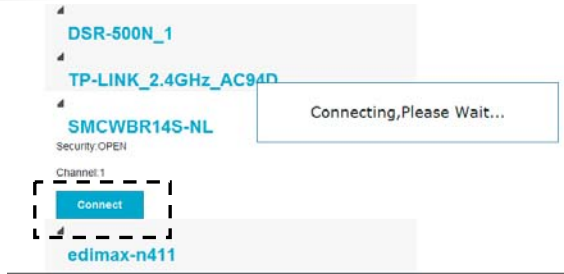 DSR-500N_1
TP-LINK_2.4GHz_AC94D
Connecting,Please Wait...
SMCWBR14S-NL
Security:OPEN
Channel:1
Connect
edimax-n411